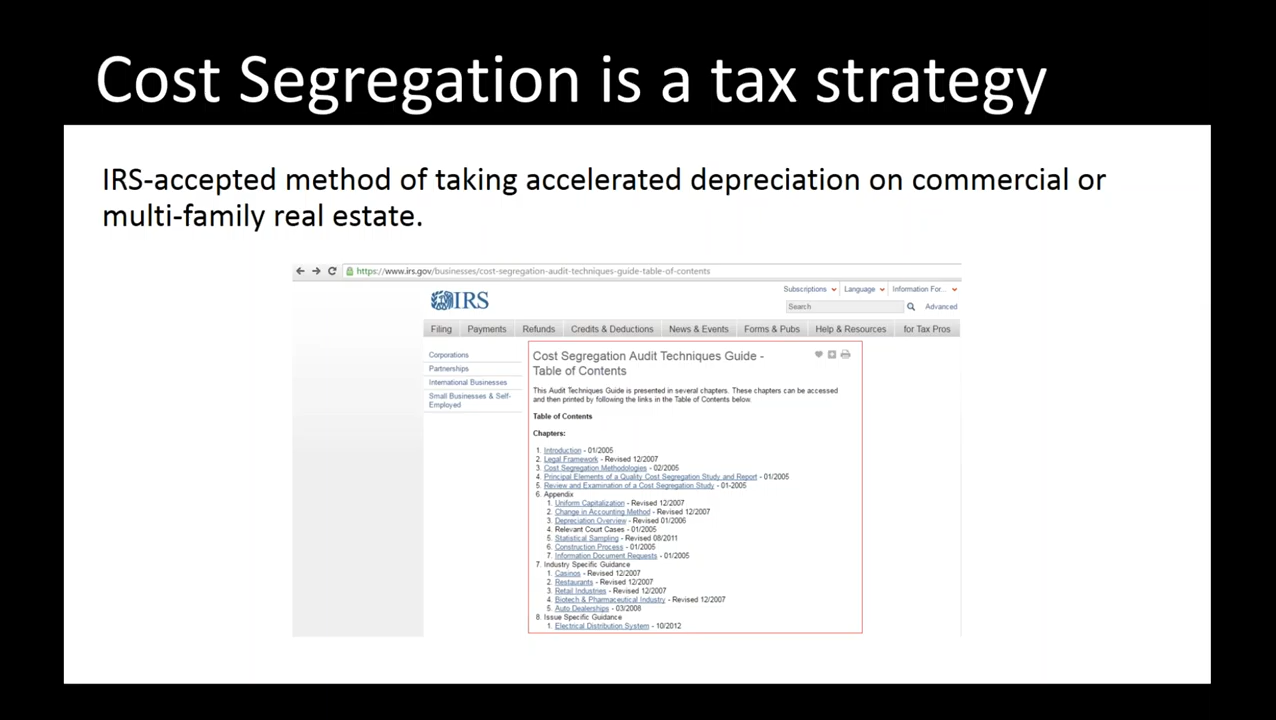 Cost Segregation is a tax strategy
IRS-accepted method of taking accelerated depreciation on commercial or
multi-family real estate.
https://www.irs.gov/businesses/cost-segregation-audit-techniques-guide-table-of-contents
Subscriptions Language Information For...
IRS
Search Advanced
Filing Payments Refunds Credits & Deductions News & Events Forms & Pubs Help & Resources for Tax Pros
Corporations
Partnerships
International Businesses
Small Businesses & Self-
Employed
Cost Segregation Audit Techniques Guide -
Table of Contents
This Audit Techniques Guide is presented in several chapters. These chapters can be accessed
and then printed by following the links in the Table of Contents below.
Table of Contents
Chapters:
1. Introduction - 01/2005
2. Legal Framework - Revised 12/2007
3. Cost Segregation Methodologies - 02/2005
4. Principal Elements of a Quality Cost Segregation Study and Report - 01/2005
5. Review and Examination of a Cost Segregation Study - 01-2005
6. Appendix
1. Uniform Capitalization - Revised 12/2007
2. Change in Accounting Method - Revised 12/2007
3. Depreciation Overview - Revised 01/2006
4. Relevant Court Cases - 01/2005
5. Statistical Sampling - Revised 08/2011
6. Construction Process - 01/2005
7. Information Document Requests - 01/2005
7. Industry Specific Guidance
1. Casinos - Revised 12/2007
2. Restaurants - Revised 12/2007
3. Retail Industries - Revised 12/2007
4. Biotech & Pharmaceutical Industry - Revised 12/2007
5. Auto Dealerships - 03/2008
8. Issue Specific Guidance
1. Electrical Distribution System - 10/2012